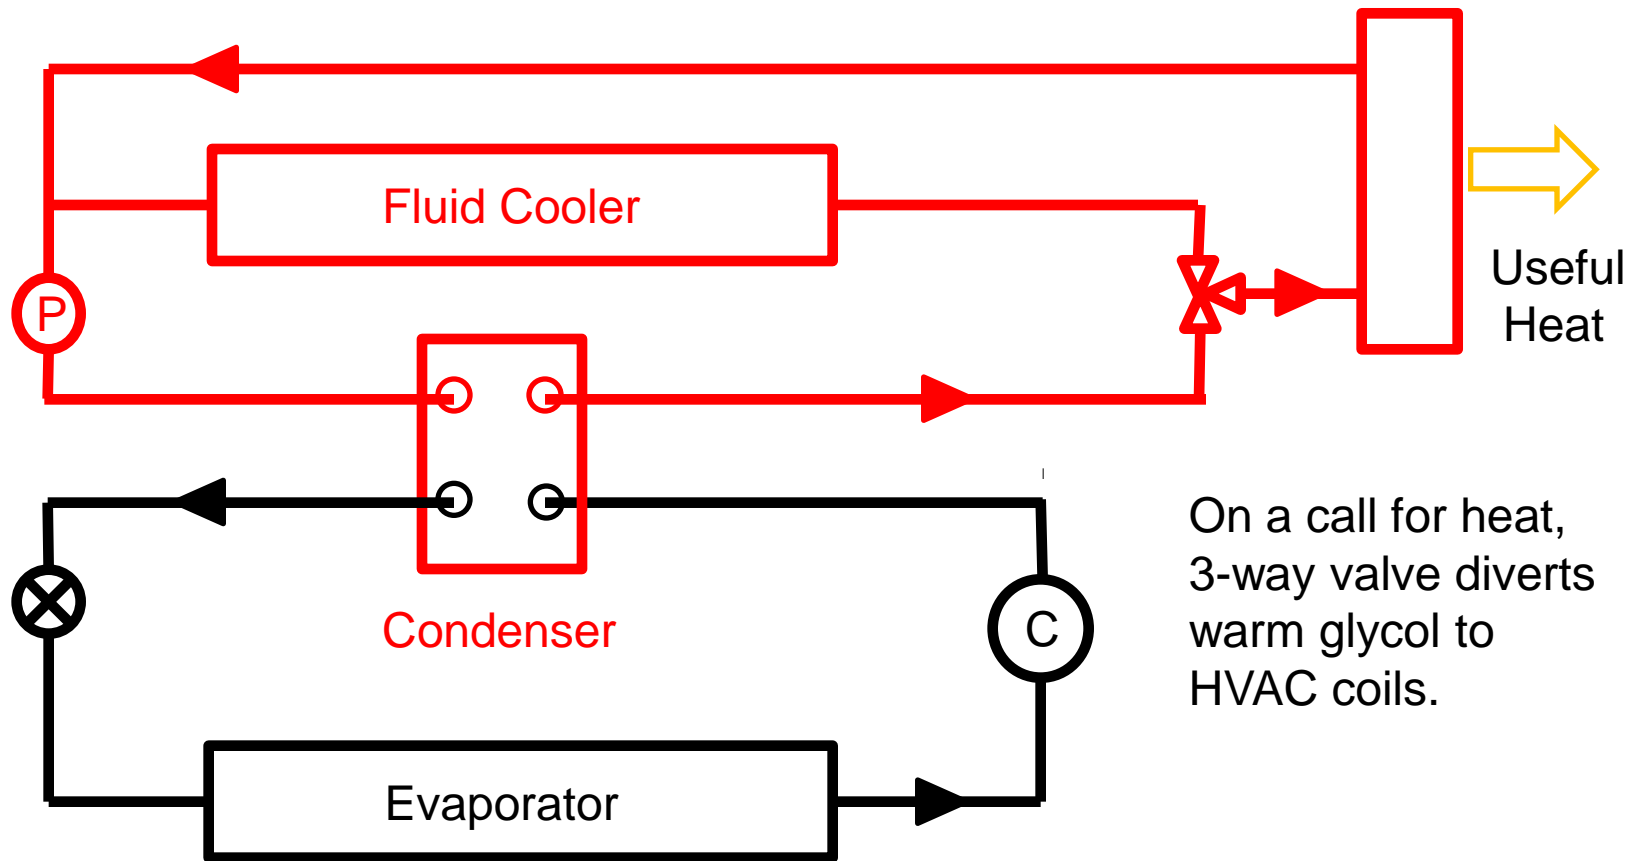 Fluid Cooler
Useful
Heat
P
On a call for heat,
3-way valve diverts
warm glycol to
HVAC coils.
Condenser
C
Evaporator